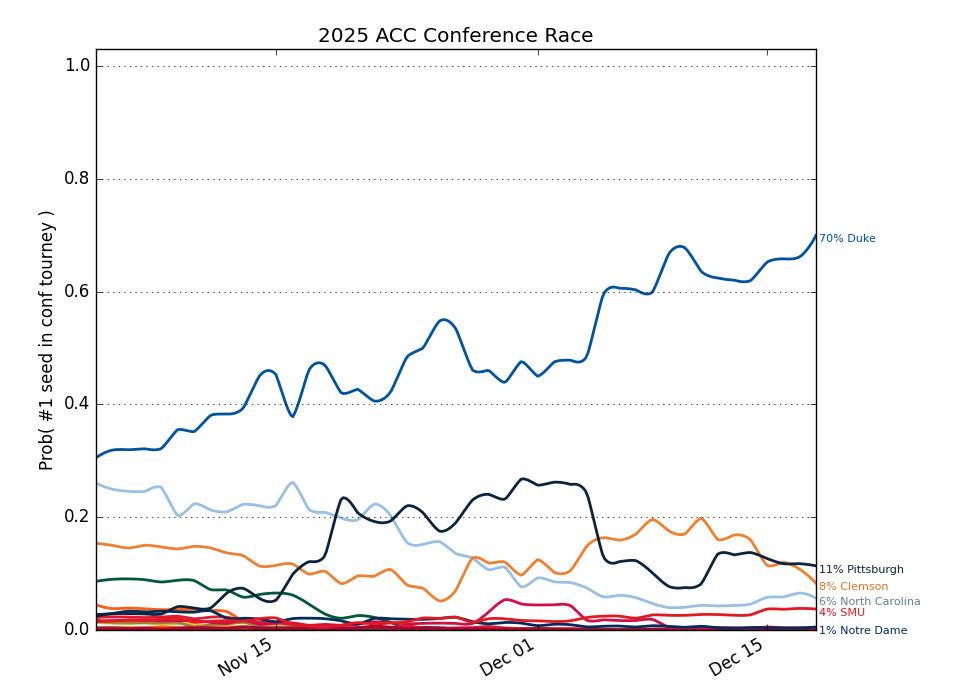 2025 ACC Conference Race
Prob( #1 seed in conf tourney )
1.0
0.8
0.6
0.4
0.2
0.0
Nov 15
Dec 01
Dec 15
70% Duke
11% Pittsburgh
8% Clemson
6% North Carolina
4% SMU
1% Notre Dame